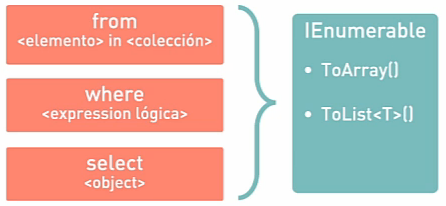 from
<elemento> in <colección>
where
<expression lógica>
select
<object>
IEnumerable
• ToArray()
• ToList<T>()